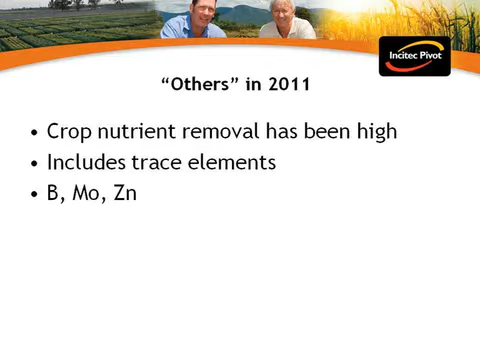 Incitec Pivot
“Others” in 2011
• Crop nutrient removal has been high
• Includes trace elements
• B, Mo, Zn